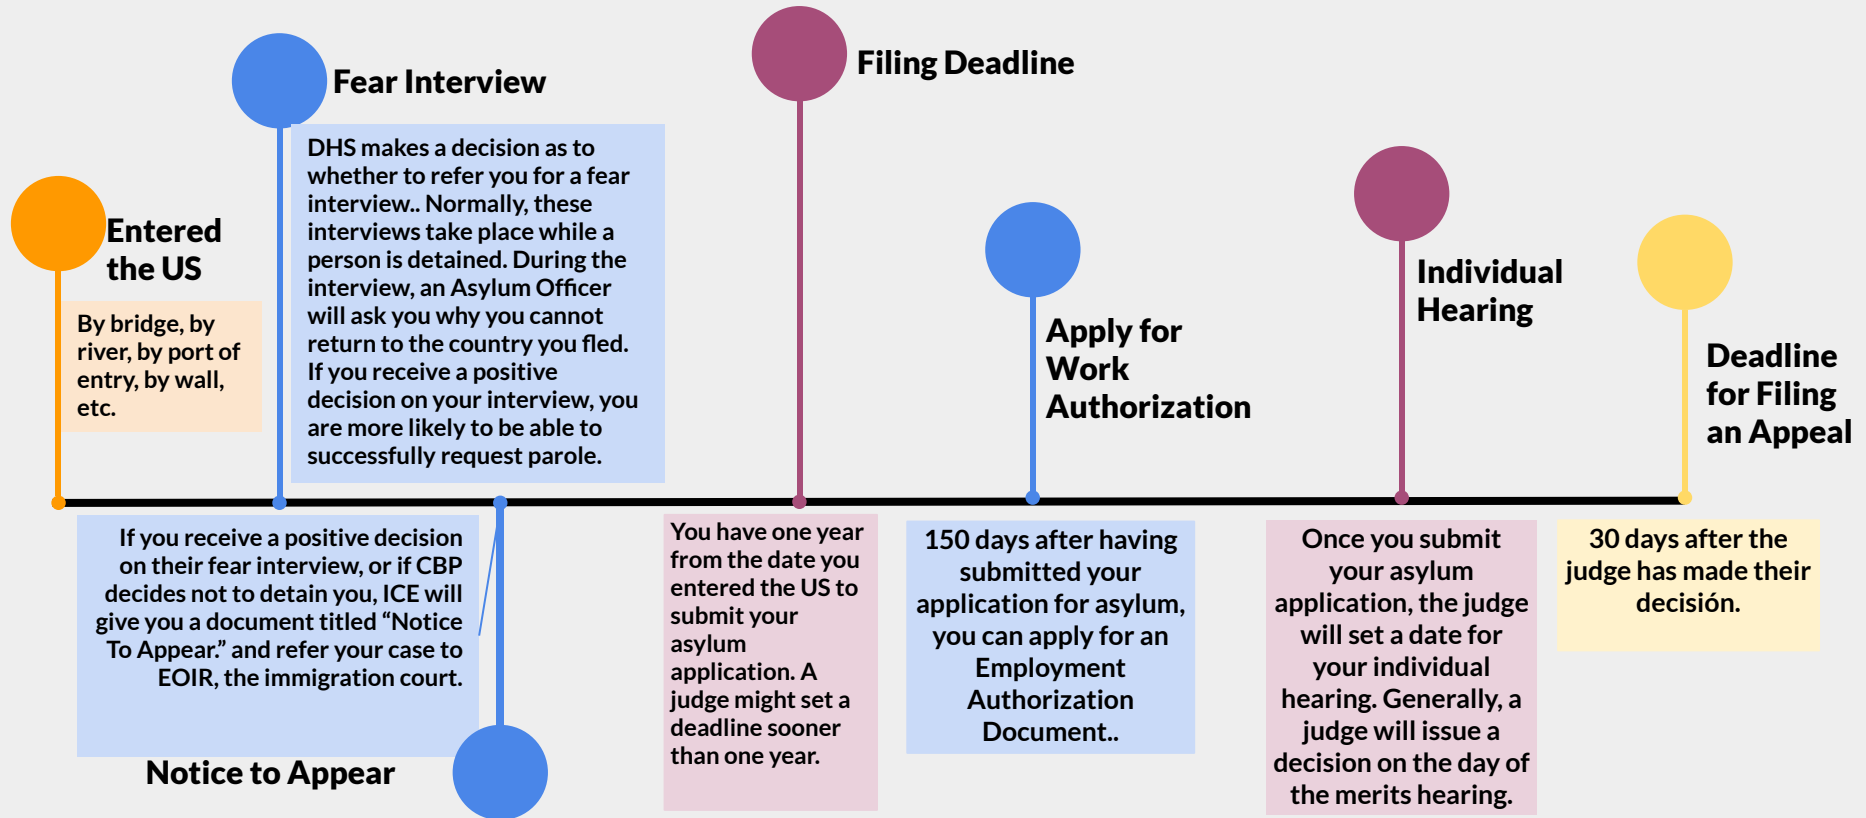 Entered
the US
By bridge, by
river, by port of
entry, by wall,
etc.
Fear Interview
DHS makes a decision as to
whether to refer you for a fear
interview.. Normally, these
interviews take place while a
person is detained. During the
interview, an Asylum Officer
will ask you why you cannot
return to the country you fled.
If you receive a positive
decision on your interview, you
are more likely to be able to
successfully request parole.
If you receive a positive decision
on their fear interview, or if CBP
decides not to detain you, ICE will
give you a document titled “Notice
To Appear.” and refer your case to
EOIR, the immigration court.
Notice to Appear
Filing Deadline
You have one year
from the date you
entered the US to
submit your
asylum
application. A
judge might set a
deadline sooner
than one year.
Apply for
Work
Authorization
150 days after having
submitted your
application for asylum,
you can apply for an
Employment
Authorization
Document..
Individual
Hearing
Once you submit
your asylum
application, the judge
will set a date for
your individual
hearing. Generally, a
judge will issue a
decision on the day of
the merits hearing.
Deadline
for Filing
an Appeal
30 days after the
judge has made their
decisión.